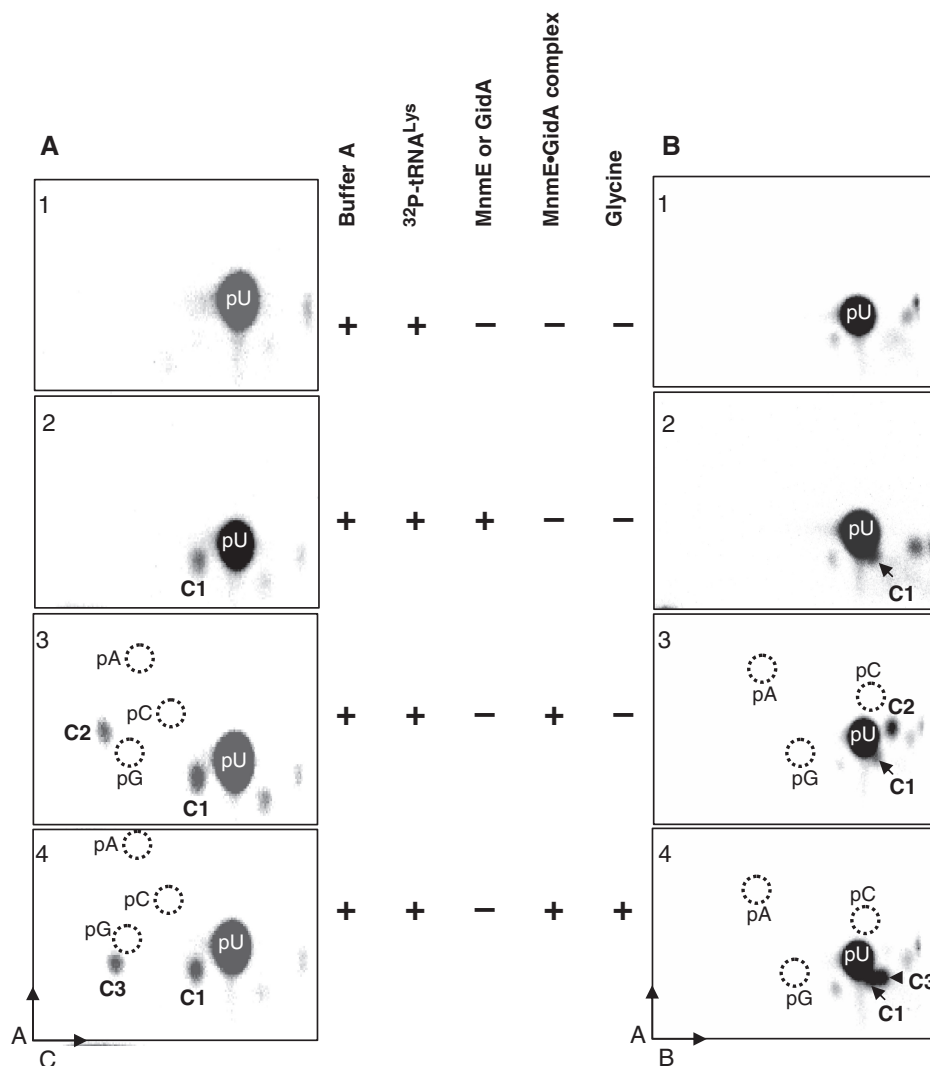 A
B
Buffer A
32P-tRNALys
MnmE or GidA
MnmE•GidA complex
Glycine
1
pU
+ + − − −
1
pU
2
pU
C1
+ + + − −
2
pU
C1
3
pA
pC
C2
pG
pU
C1
+ + − + −
3
pA
pC
C2
pU
pG
C1
4
pA
pC
pG
pU
C3
C1
+ + − + +
4
pA
pC
pU
C3
pG
C1
A
C
A
B